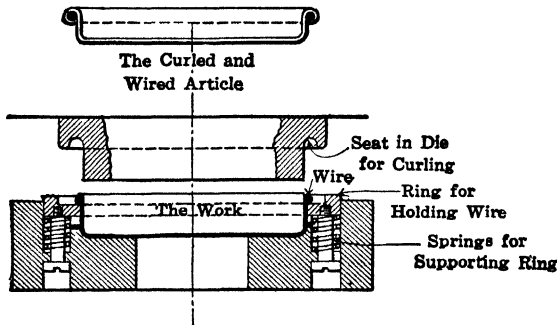 The Curled and
Wired Article
Seat in Die
for Curling
Wire
Ring for
Holding Wire
The Work
Springs for
Supporting Ring